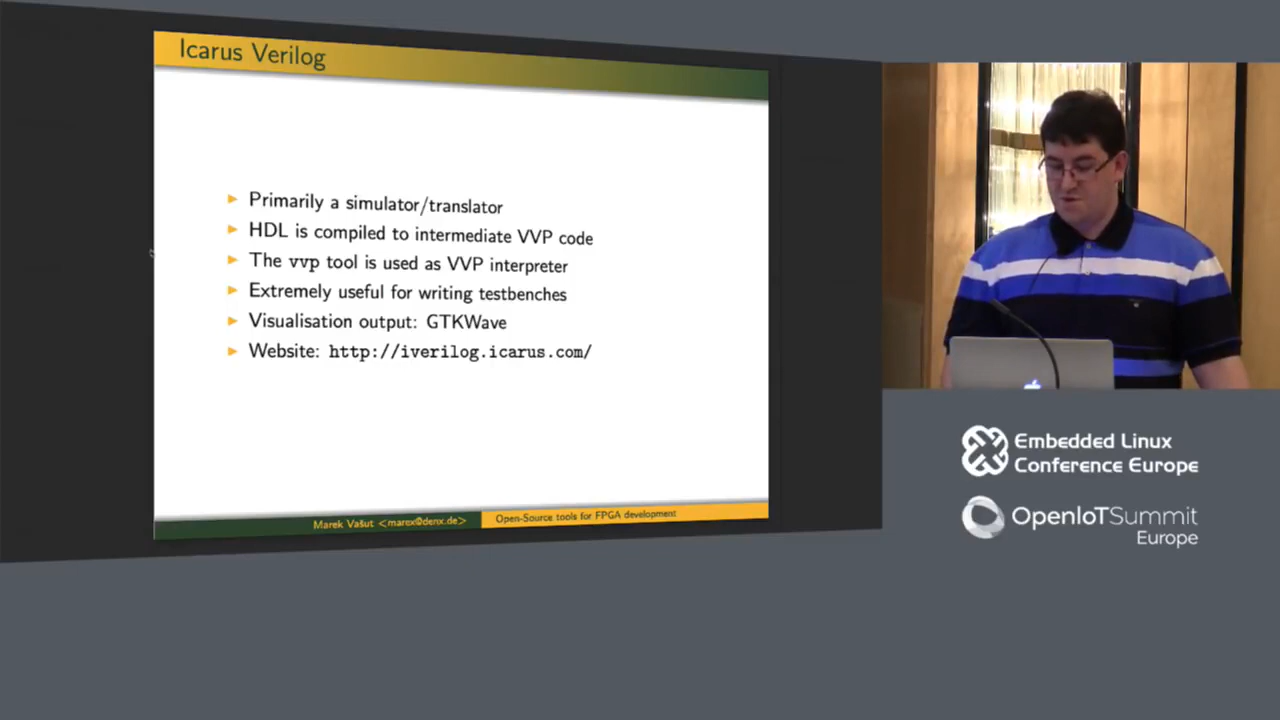 Icarus Verilog
▶ Primarily a simulator/translator
▶ HDL is compiled to intermediate VVP code
▶ The vvp tool is used as VVP interpreter
▶ Extremely useful for writing testbenches
▶ Visualisation output: GTKWave
▶ Website: http://iverilog.icarus.com/
Marek Vašut <marex@denx.de>
Open-Source tools for FPGA development
Embedded Linux
Conference Europe
OpenIoTSummit
Europe